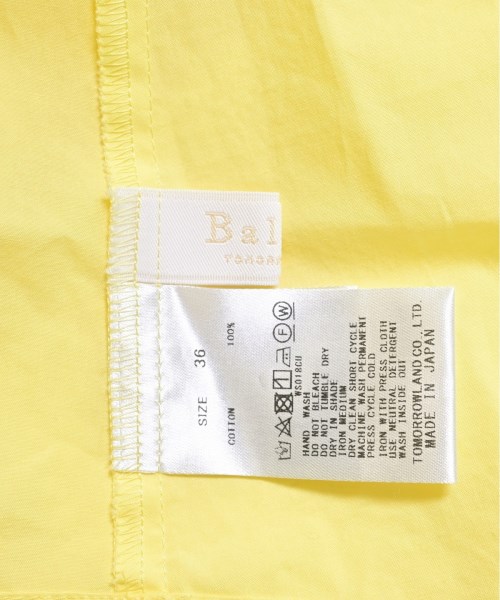 Bal
TOMORR
SIZE 36
COTTON 100%
WS018CU
HAND WASH
DO NOT BLEACH
DO NOT TUMBLE DRY
DRY IN SHADE
IRON MEDIUM
DRY CLEAN SHORT CYCLE
MACHINE WASH PERMANENT
PRESS CYCLE COLD
IRON WITH PRESS CLOTH
USE NEUTRAL DETERGENT
WASH INSIDE OUT
TOMORROWLAND CO., LTD.
MADE IN JAPAN